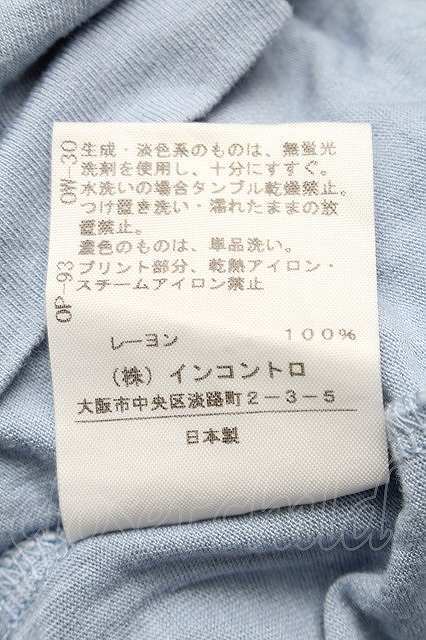 OW-30
生成・淡色系のものは、無蛍光
洗剤を使用し、十分にすすぐ。
水洗いの場合タンブル乾燥禁止。
つけ置き洗い・濡れたままの放
置禁止。
濃色のものは、単品洗い。
OP-93
プリント部分、乾熱アイロン・
スチームアイロン禁止
レーヨン 100%
(株) インコントロ
大阪市中央区淡路町2-3-5
日本製